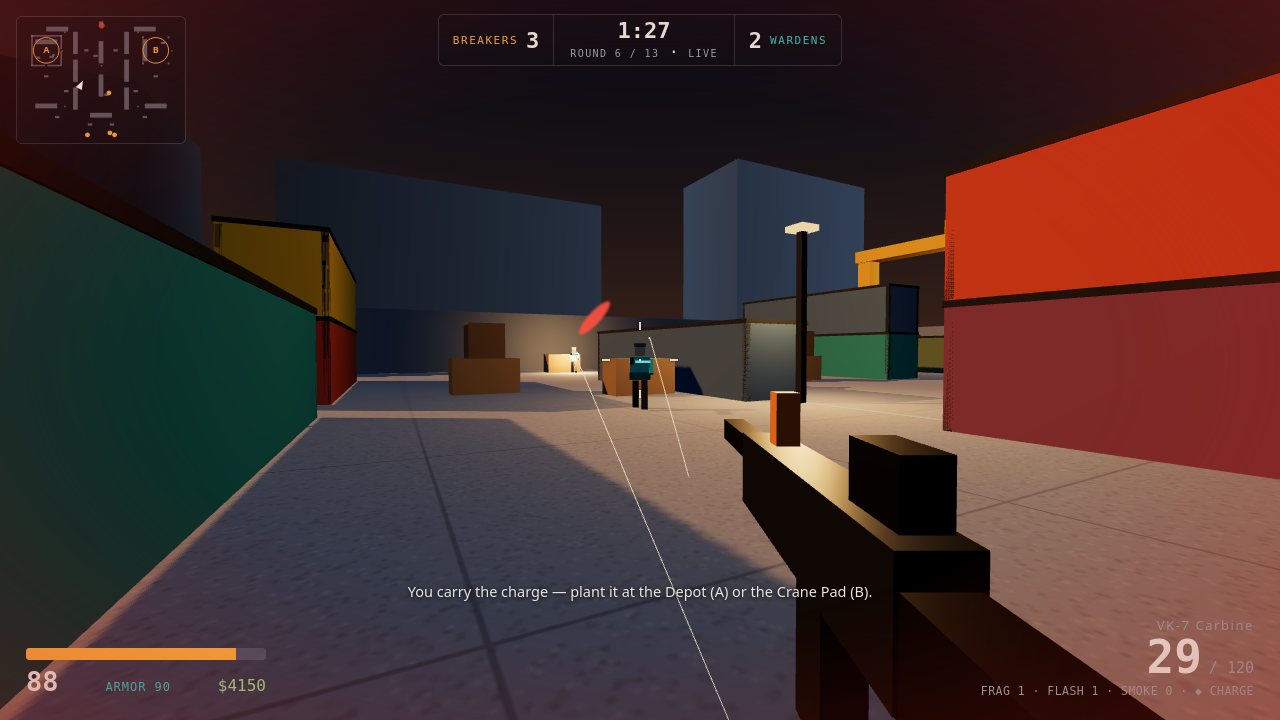 A
B
BREAKERS 3
1:27
ROUND 6 / 13 • LIVE
2 WARDENS
You carry the charge — plant it at the Depot (A) or the Crane Pad (B).
88
ARMOR 90
$4150
VK-7 Carbine
29 / 120
FRAG 1 · FLASH 1 · SMOKE 0 · ◆ CHARGE